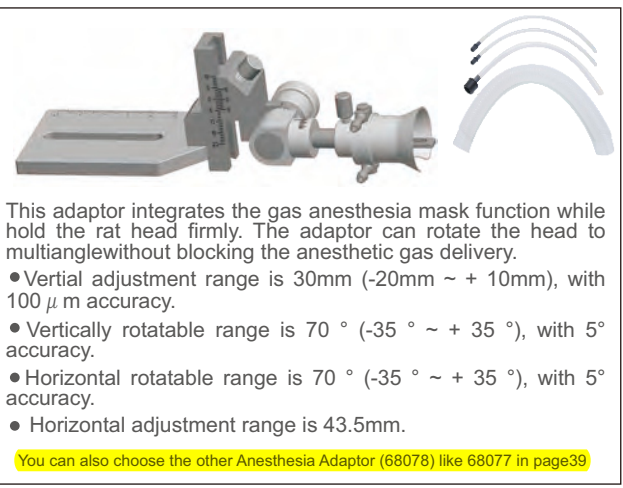 This adaptor integrates the gas anesthesia mask function while
hold the rat head firmly. The adaptor can rotate the head to
multianglewithout blocking the anesthetic gas delivery.
●Vertial adjustment range is 30mm (-20mm ~ + 10mm), with
100 μ m accuracy.
● Vertically rotatable range is 70 ° (-35 ° ~ + 35 °), with 5°
accuracy.
●Horizontal rotatable range is 70 ° (-35 ° ~ + 35 °), with 5°
accuracy.
● Horizontal adjustment range is 43.5mm.
You can also choose the other Anesthesia Adaptor (68078) like 68077 in page39